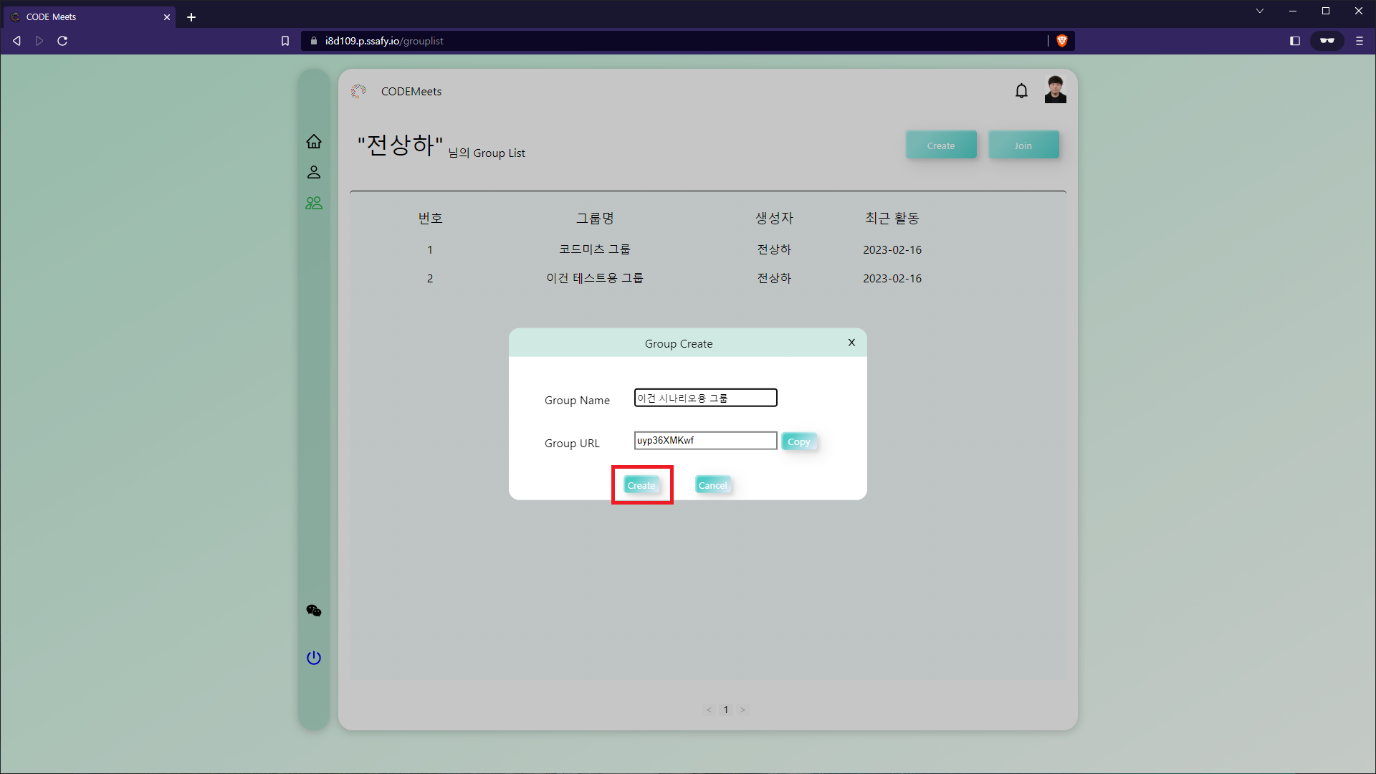 CODE Meets
i8d109.p.ssafy.io/grouplist
CODEMeets
"전상하" 님의 Group List
Create Join
번호 그룹명 생성자 최근 활동
1 코드미츠 그룹 전상하 2023-02-16
2 이건 테스트용 그룹 전상하 2023-02-16
Group Create X
Group Name 이건 시나리오용 그룹
Group URL uyp36XMKwf Copy
Create Cancel
< 1 >